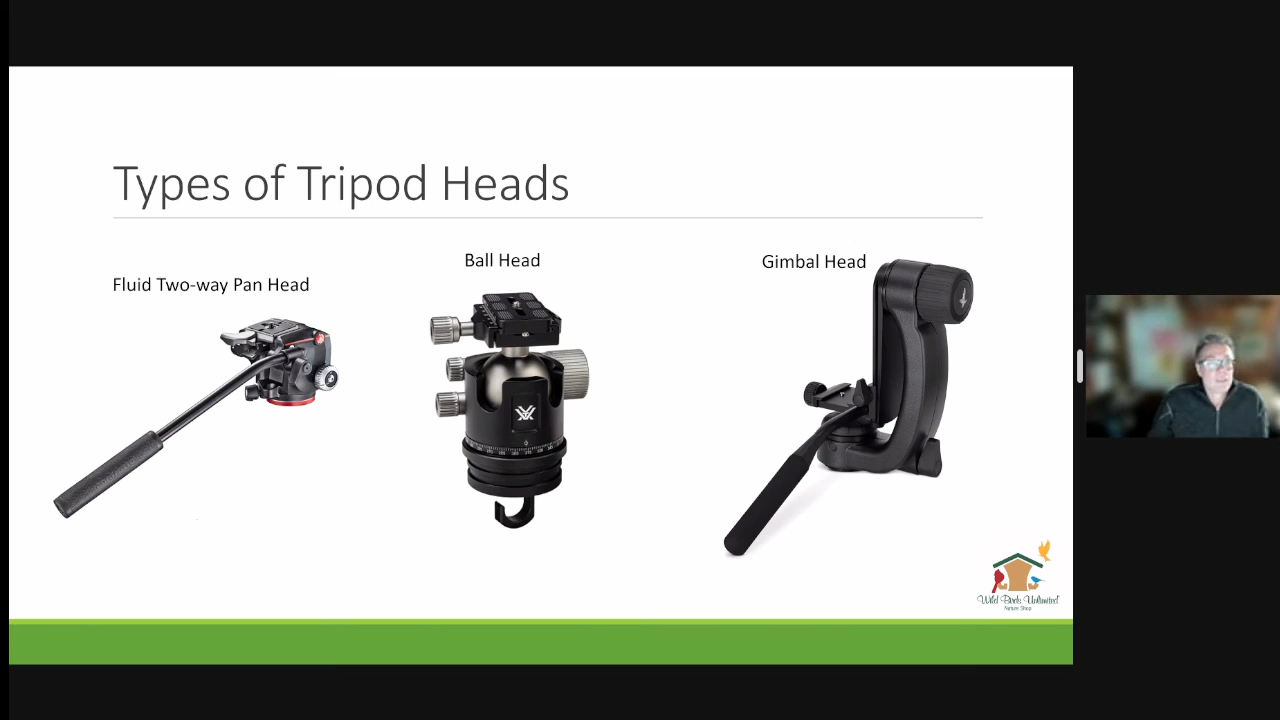 Types of Tripod Heads
Fluid Two-way Pan Head
Ball Head
Gimbal Head
Wild Birds Unlimited
Nature Shop